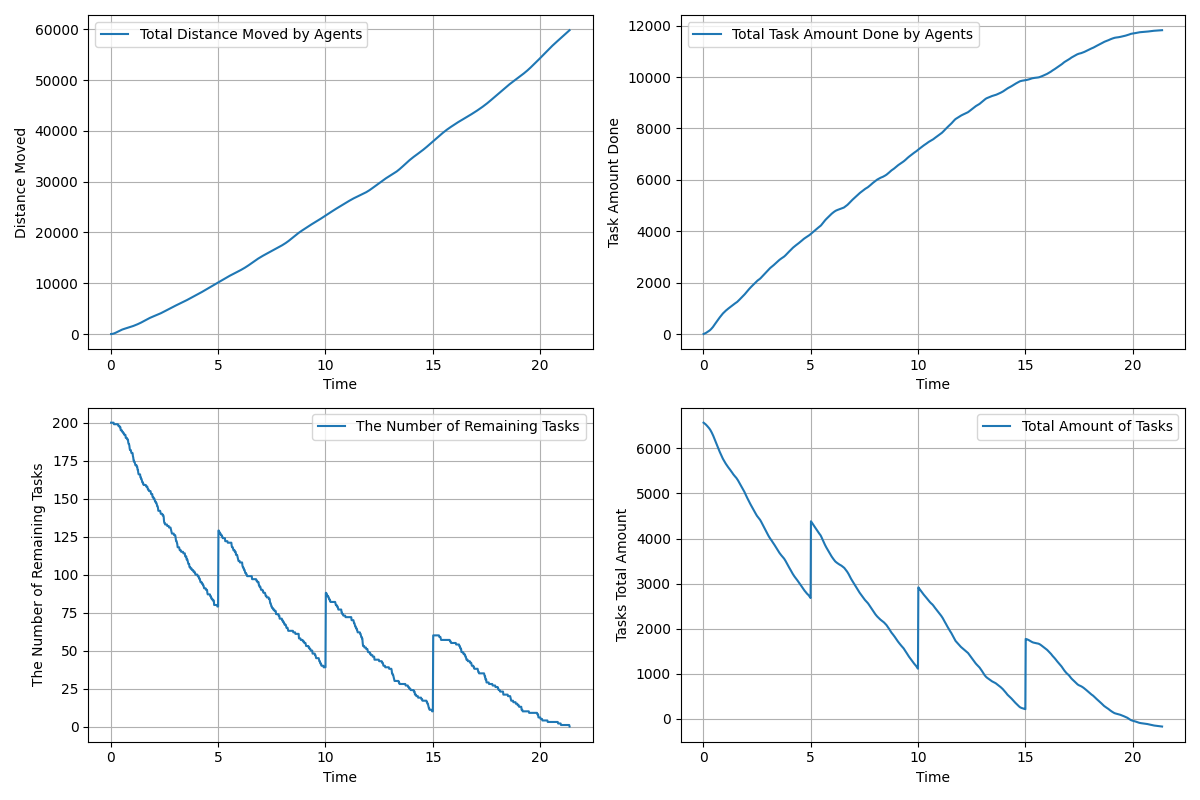 Total Distance Moved by Agents
Distance Moved
60000
50000
40000
30000
20000
10000
0
0 5 10 15 20
Time
Total Task Amount Done by Agents
Task Amount Done
12000
10000
8000
6000
4000
2000
0
0 5 10 15 20
Time
The Number of Remaining Tasks
The Number of Remaining Tasks
200
175
150
125
100
75
50
25
0
0 5 10 15 20
Time
Total Amount of Tasks
Tasks Total Amount
6000
5000
4000
3000
2000
1000
0
0 5 10 15 20
Time